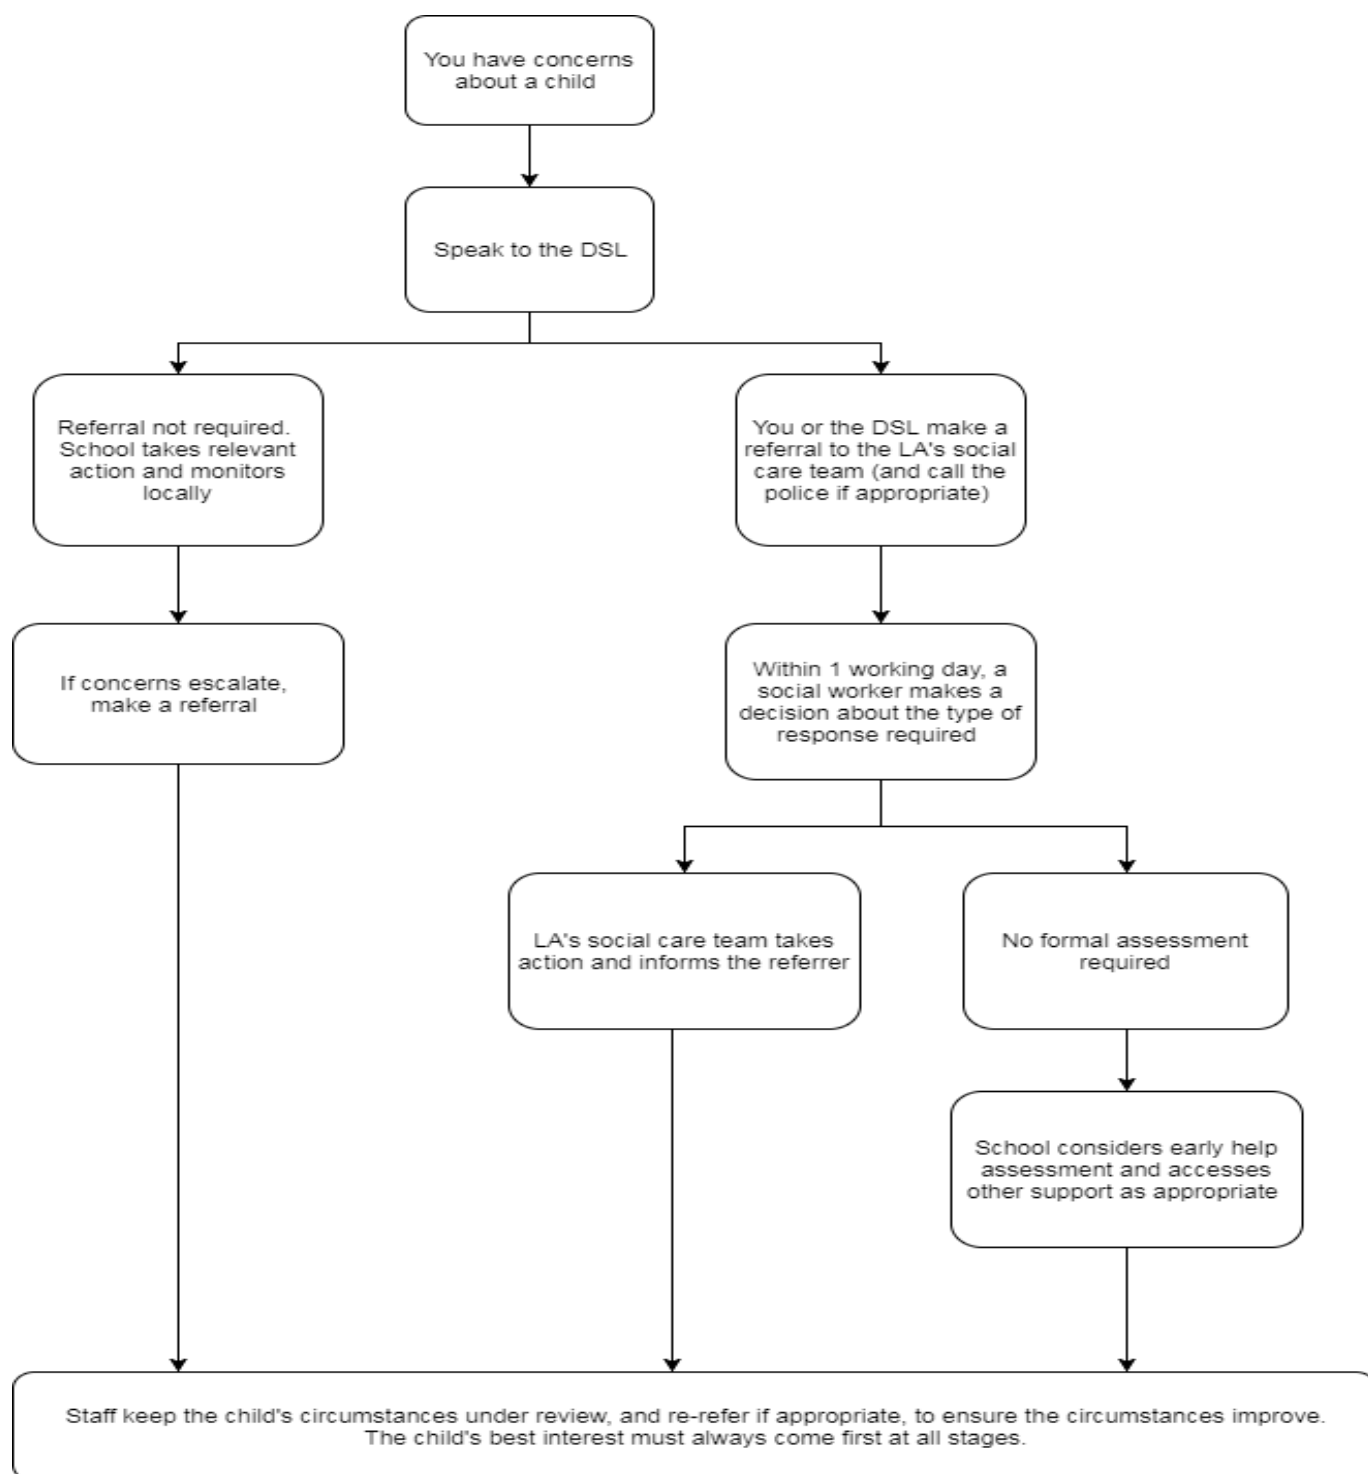 You have concerns
about a child
Speak to the DSL
Referral not required.
School takes relevant
action and monitors
locally
You or the DSL make a
referral to the LA's social
care team (and call the
police if appropriate)
If concerns escalate,
make a referral
Within 1 working day, a
social worker makes a
decision about the type of
response required
LA's social care team takes
action and informs the referrer
No formal assessment
required
School considers early help
assessment and accesses
other support as appropriate
Staff keep the child's circumstances under review, and re-refer if appropriate, to ensure the circumstances improve.
The child's best interest must always come first at all stages.